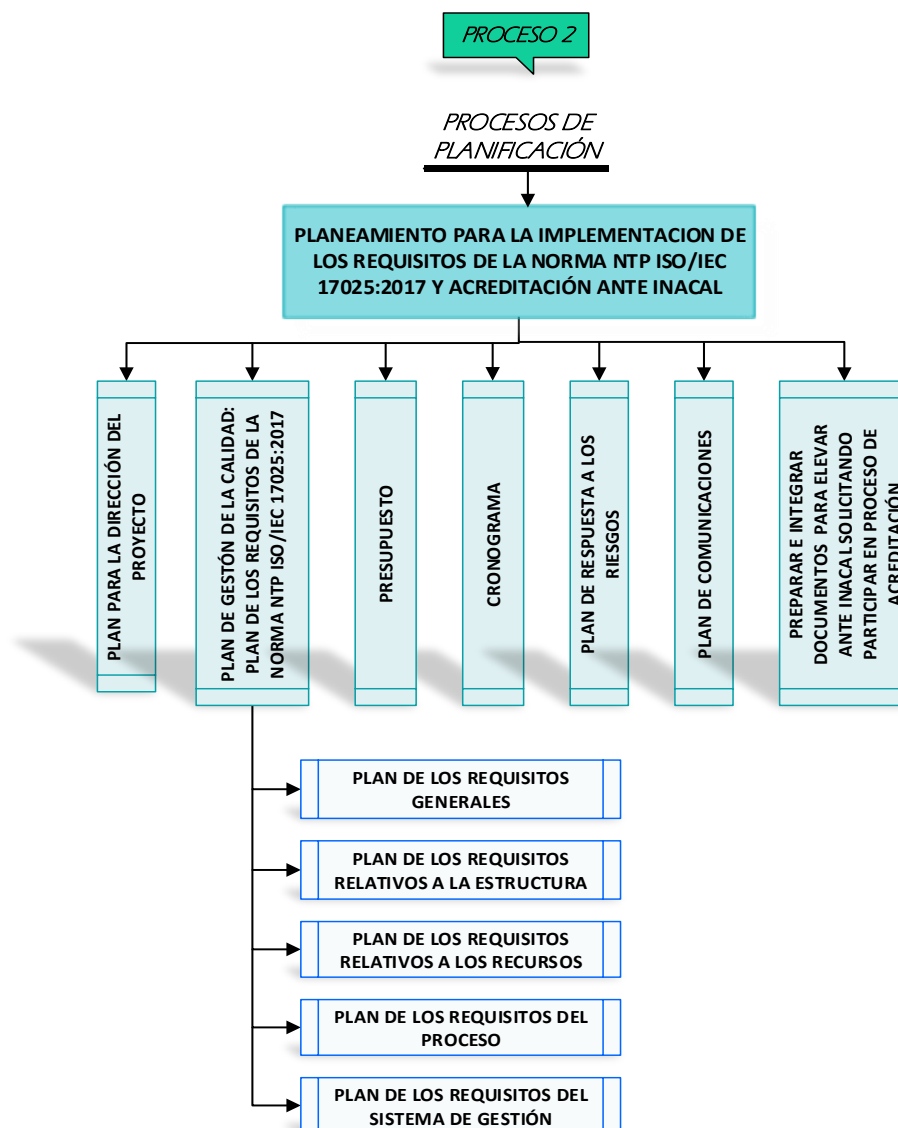 PROCESO 2
PROCESOS DE
PLANIFICACIÓN
PLANEAMIENTO PARA LA IMPLEMENTACION DE
LOS REQUISITOS DE LA NORMA NTP ISO/IEC
17025:2017 Y ACREDITACIÓN ANTE INACAL
PLAN PARA LA DIRECCIÓN DEL
PROYECTO
PLAN DE GESTIÓN DE LA CALIDAD:
PLAN DE LOS REQUISITOS DE LA
NORMA NTP ISO/IEC 17025:2017
PRESUPUESTO
CRONOGRAMA
PLAN DE RESPUESTA A LOS
RIESGOS
PLAN DE COMUNICACIONES
PREPARAR E INTEGRAR
DOCUMENTOS PARA ELEVAR
ANTE INACAL SOLICITANDO
PARTICIPAR EN PROCESO DE
ACREDITACIÓN
PLAN DE LOS REQUISITOS
GENERALES
PLAN DE LOS REQUISITOS
RELATIVOS A LA ESTRUCTURA
PLAN DE LOS REQUISITOS
RELATIVOS A LOS RECURSOS
PLAN DE LOS REQUISITOS DEL
PROCESO
PLAN DE LOS REQUISITOS DEL
SISTEMA DE GESTIÓN